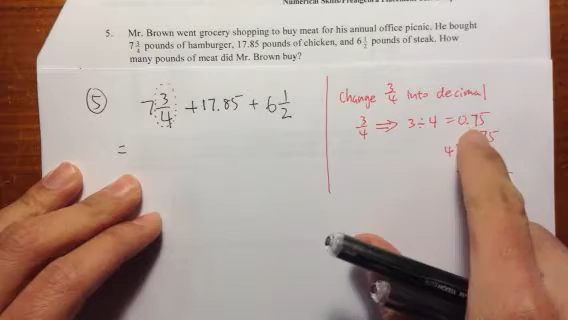 5. Mr. Brown went grocery shopping to buy meat for his annual office picnic. He bought
7 3/4 pounds of hamburger, 17.85 pounds of chicken, and 6 1/2 pounds of steak. How
many pounds of meat did Mr. Brown buy?
5 7 3/4 + 17.85 + 6 1/2
=
Change 3/4 into decimal
3/4 ⇒ 3 ÷ 4 = 0.75
4